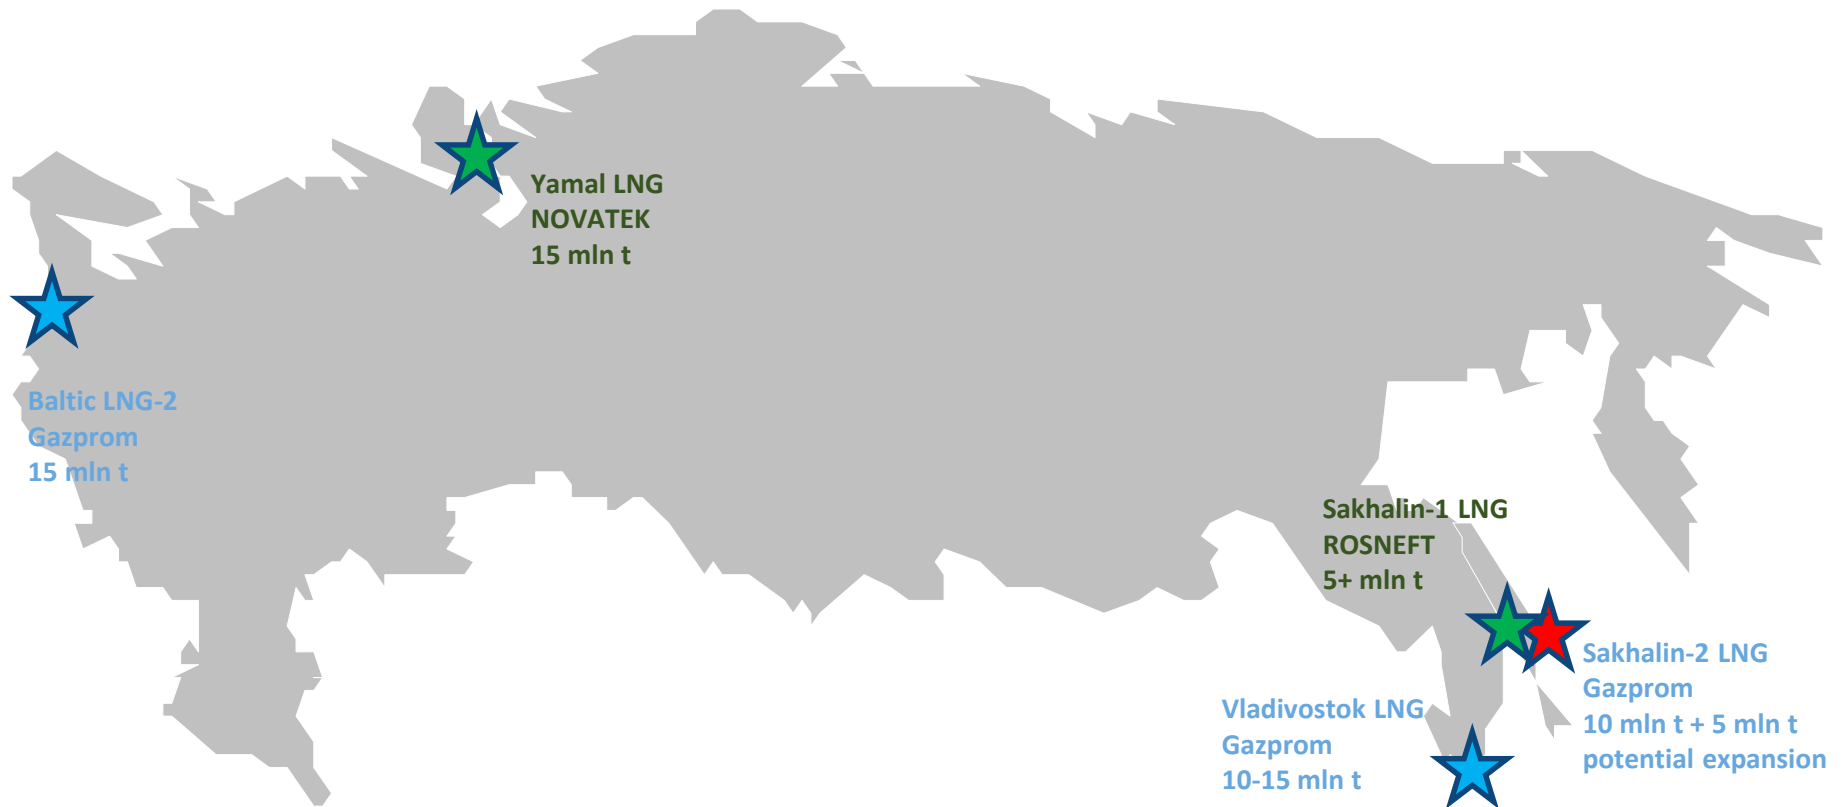 Yamal LNG
NOVATEK
15 mln t
Baltic LNG-2
Gazprom
15 mln t
Sakhalin-1 LNG
ROSNEFT
5+ mln t
Sakhalin-2 LNG
Gazprom
10 mln t + 5 mln t
potential expansion
Vladivostok LNG
Gazprom
10-15 mln t